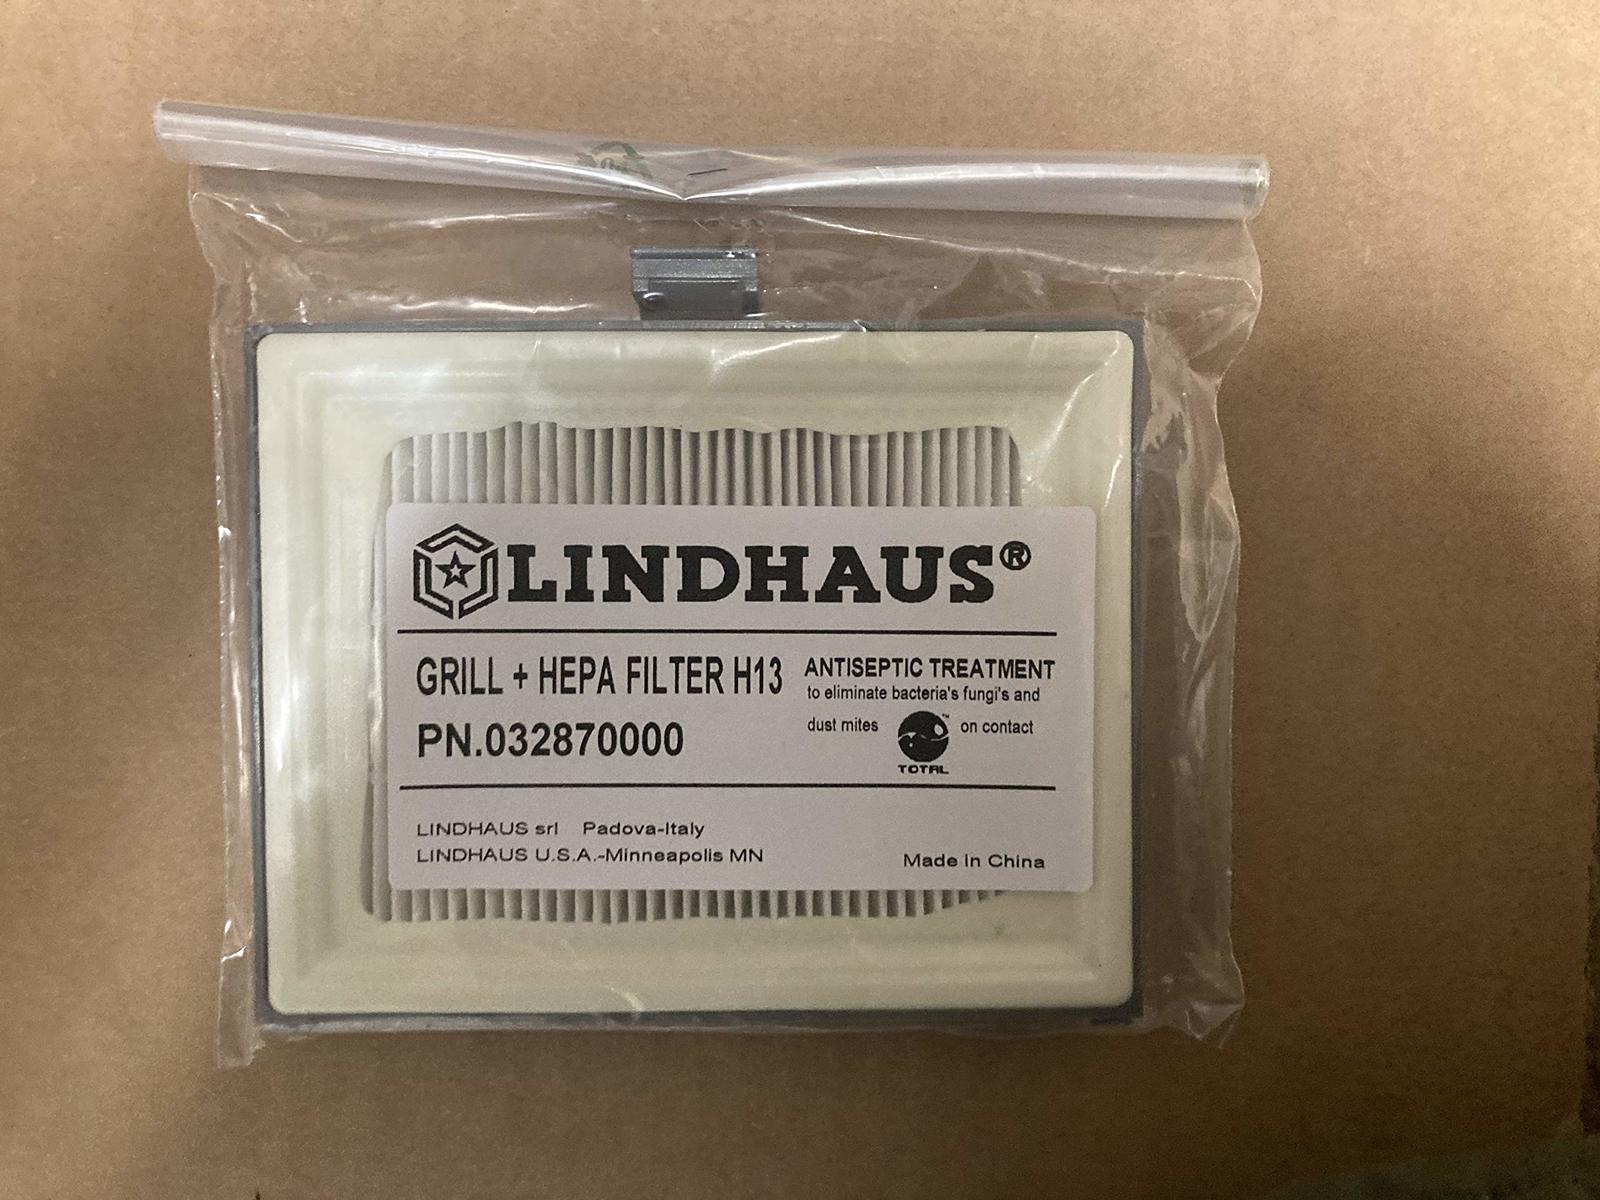 LINDHAUS®
GRILL + HEPA FILTER H13
PN.032870000
ANTISEPTIC TREATMENT
to eliminate bacteria's fungi's and
dust mites on contact
TM
TOTAL
LINDHAUS srl Padova-Italy
LINDHAUS U.S.A.-Minneapolis MN
Made in China